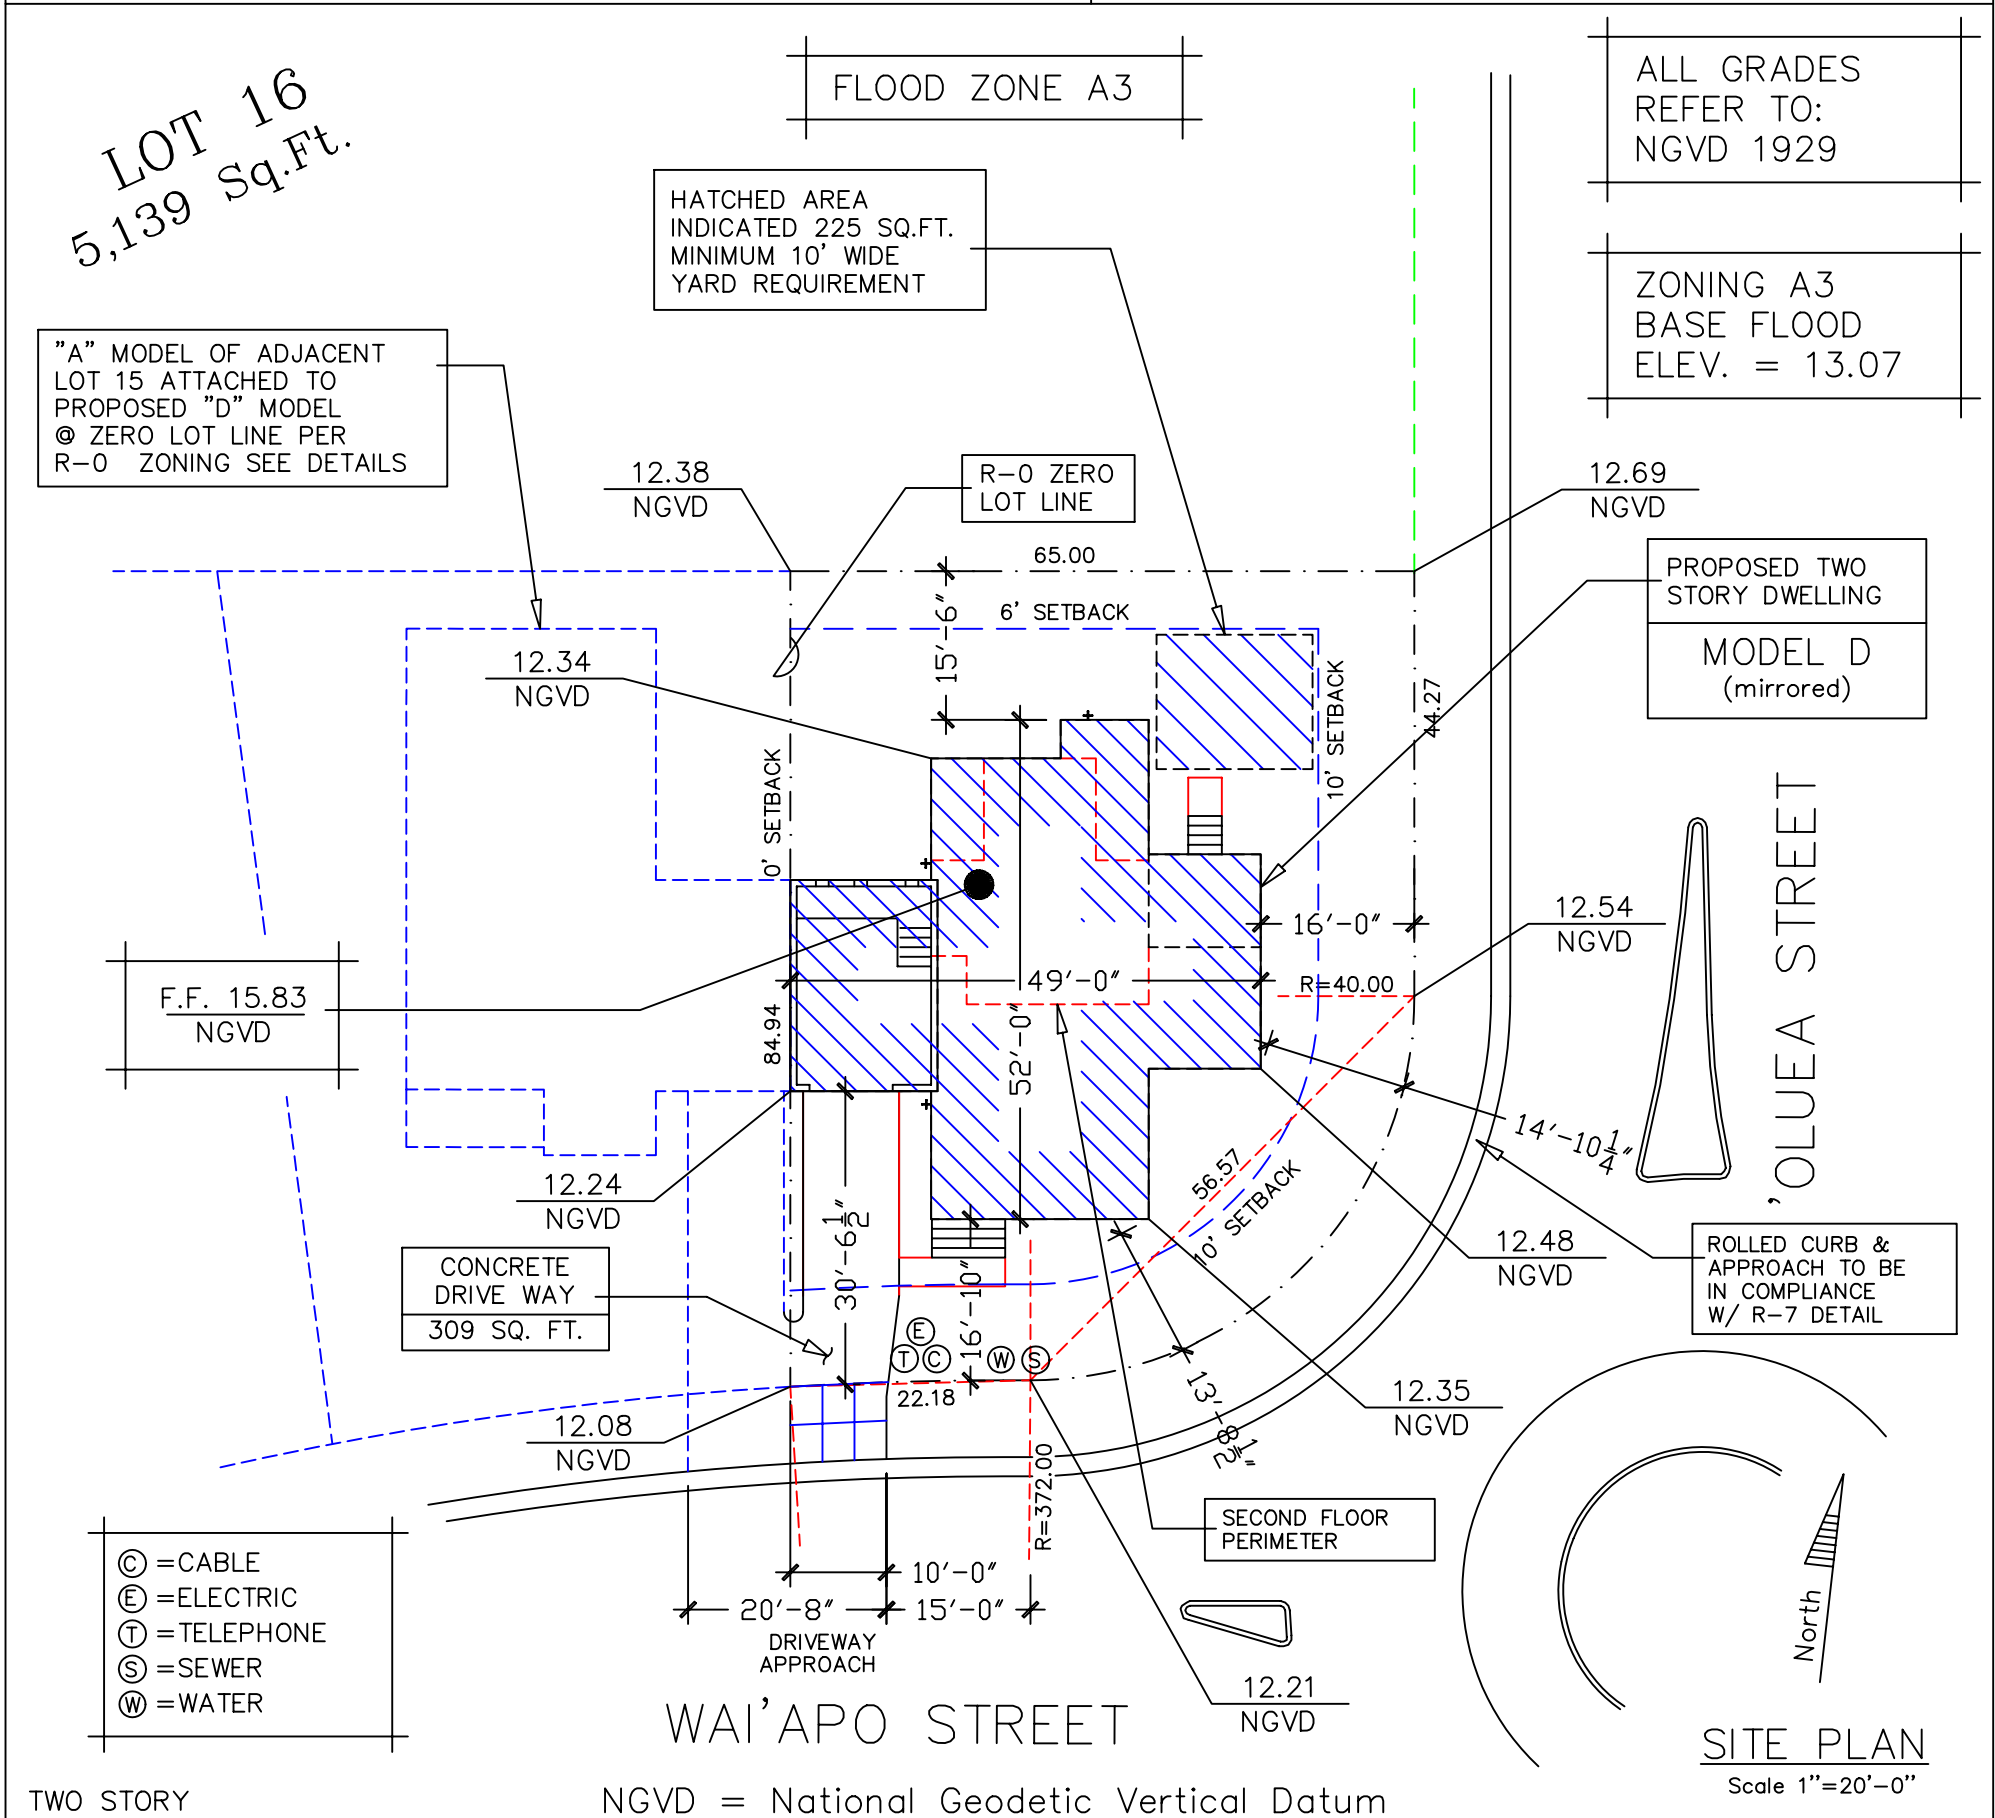 LOT 16
5,139 Sq.Ft.
FLOOD ZONE A3
ALL GRADES
REFER TO:
NGVD 1929
HATCHED AREA
INDICATED 225 SQ.FT.
MINIMUM 10' WIDE
YARD REQUIREMENT
ZONING A3
BASE FLOOD
ELEV. = 13.07
"A" MODEL OF ADJACENT
LOT 15 ATTACHED TO
PROPOSED "D" MODEL
@ ZERO LOT LINE PER
R-0 ZONING SEE DETAILS
12.38
NGVD
R-0 ZERO
LOT LINE
12.69
NGVD
65.00
6' SETBACK
15'-6"
PROPOSED TWO
STORY DWELLING
MODEL D
(mirrored)
12.34
NGVD
10' SETBACK
44.27
0' SETBACK
'OLUEA STREET
16'-0"
12.54
NGVD
F.F. 15.83
NGVD
49'-0"
R=40.00
84.94
52'-0"
14'-10 1/4"
12.24
NGVD
56.57
10' SETBACK
30'-6 1/2"
16'-10"
12.48
NGVD
ROLLED CURB &
APPROACH TO BE
IN COMPLIANCE
W/ R-7 DETAIL
CONCRETE
DRIVE WAY
309 SQ. FT.
E
T C W S
22.18
13'-8 1/2"
12.35
NGVD
12.08
NGVD
R=372.00
SECOND FLOOR
PERIMETER
C =CABLE
E =ELECTRIC
T =TELEPHONE
S =SEWER
W =WATER
10'-0"
20'-8"
15'-0"
DRIVEWAY
APPROACH
12.21
NGVD
North
WAI'APO STREET
SITE PLAN
Scale 1"=20'-0"
TWO STORY
NGVD = National Geodetic Vertical Datum